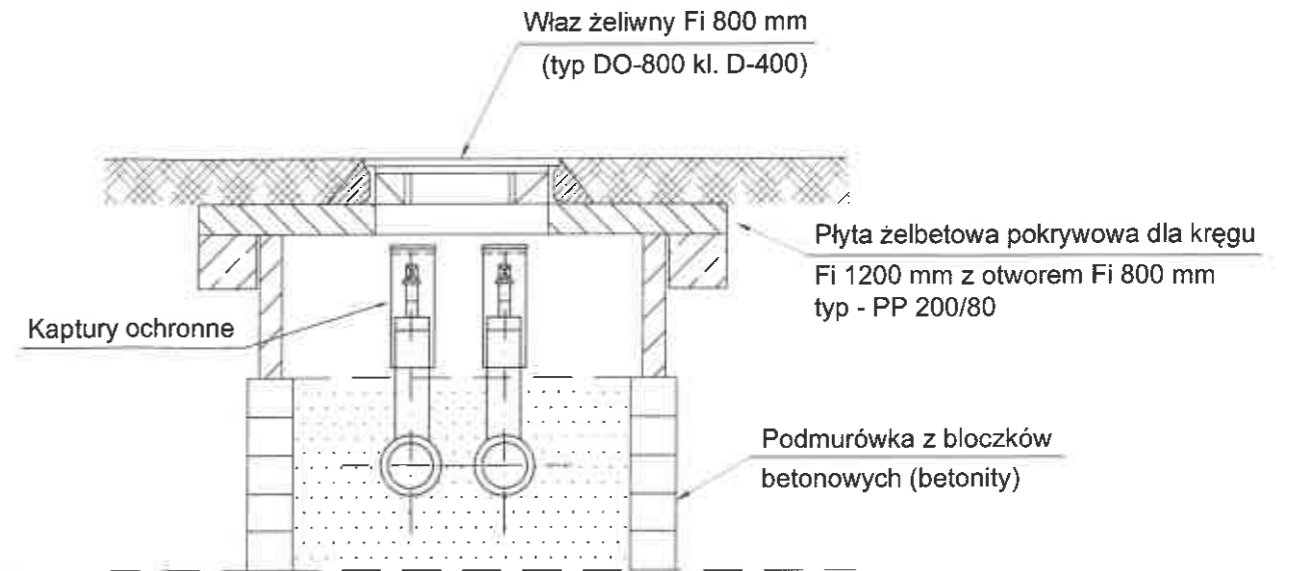 Właz żeliwny Fi 800 mm
(typ DO-800 kl. D-400)
Płyta żelbetowa pokrywowa dla kręgu
Fi 1200 mm z otworem Fi 800 mm
typ - PP 200/80
Kaptury ochronne
Podmurówka z bloczków
betonowych (betonity)